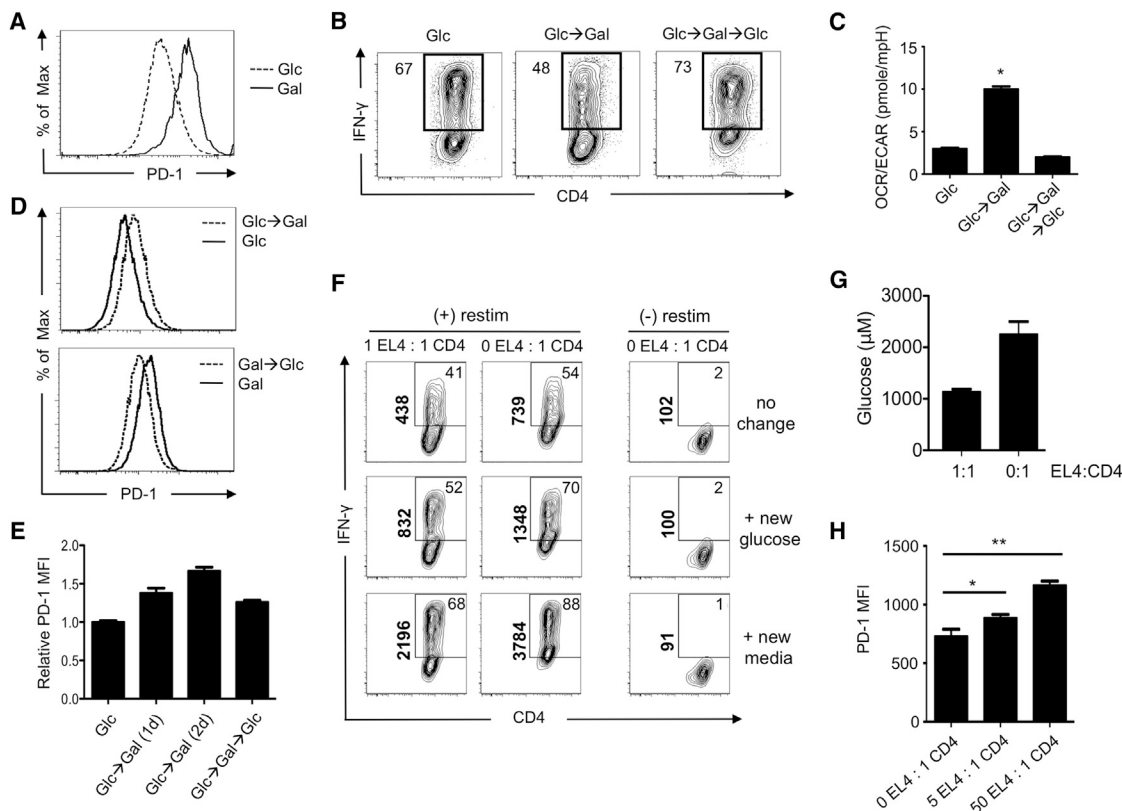 A
% of Max
PD-1
Glc
Gal
B
Glc
Glc→Gal
Glc→Gal→Glc
67
48
73
IFN-γ
CD4
C
OCR/ECAR (pmole/mpH)
15
10
5
0
*
Glc
Glc→Gal
Glc→Gal
→Glc
D
% of Max
Glc→Gal
Glc
Gal→Glc
Gal
PD-1
E
Relative PD-1 MFI
2.0
1.5
1.0
0.5
0.0
Glc
Glc→Gal (1d)
Glc→Gal (2d)
Glc→Gal→Glc
F
(+) restim
(-) restim
1 EL4 : 1 CD4
0 EL4 : 1 CD4
0 EL4 : 1 CD4
41
54
2
438
739
102
no
change
52
70
2
832
1348
100
+ new
glucose
68
88
1
2196
3784
91
+ new
media
IFN-γ
CD4
G
Glucose (µM)
3000
2000
1000
0
1:1
0:1
EL4:CD4
H
PD-1 MFI
1500
1000
500
0
**
*
0 EL4 : 1 CD4
5 EL4 : 1 CD4
50 EL4 : 1 CD4